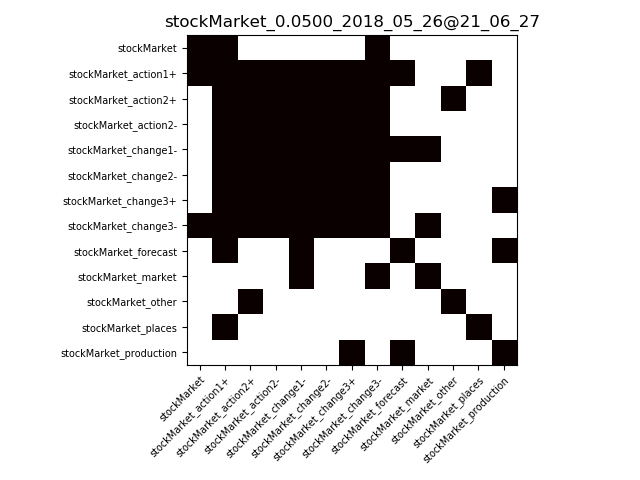 stockMarket_0.0500_2018_05_26@21_06_27
stockMarket
stockMarket_action1+
stockMarket_action2+
stockMarket_action2-
stockMarket_change1-
stockMarket_change2-
stockMarket_change3+
stockMarket_change3-
stockMarket_forecast
stockMarket_market
stockMarket_other
stockMarket_places
stockMarket_production
stockMarket
stockMarket_action1+
stockMarket_action2+
stockMarket_action2-
stockMarket_change1-
stockMarket_change2-
stockMarket_change3+
stockMarket_change3-
stockMarket_forecast
stockMarket_market
stockMarket_other
stockMarket_places
stockMarket_production